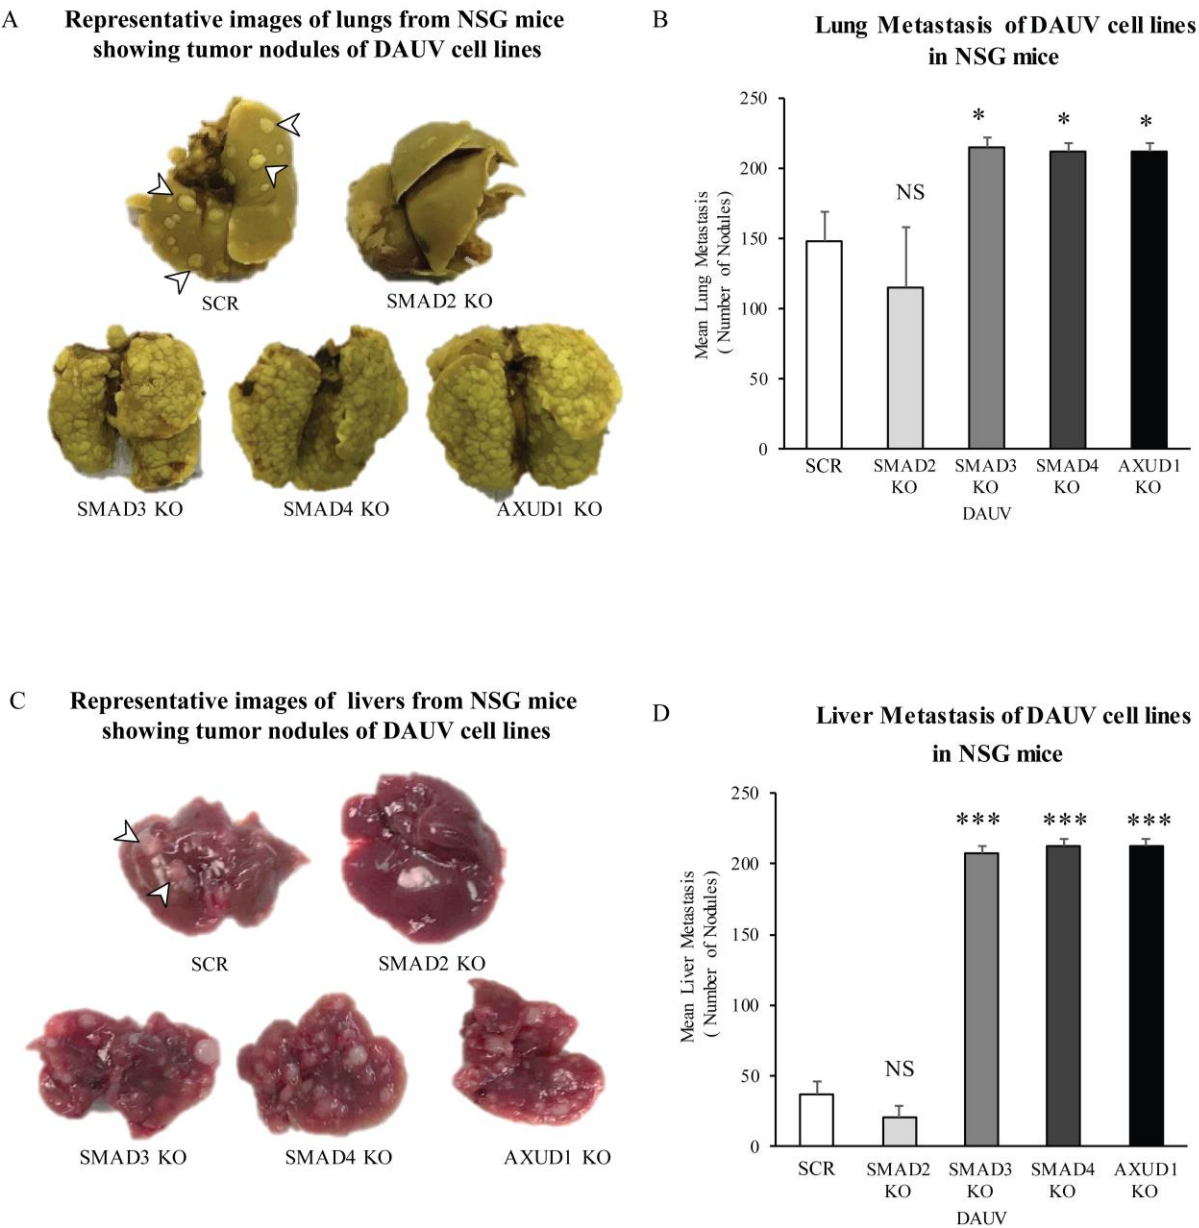 A
Representative images of lungs from NSG mice
showing tumor nodules of DAUV cell lines
SCR
SMAD2 KO
SMAD3 KO
SMAD4 KO
AXUD1 KO
B
Lung Metastasis of DAUV cell lines
in NSG mice
Mean Lung Metastasis
( Number of Nodules)
250
200
150
100
50
0
NS
*
*
*
SCR
SMAD2
KO
SMAD3
KO
SMAD4
KO
AXUD1
KO
DAUV
C
Representative images of livers from NSG mice
showing tumor nodules of DAUV cell lines
SCR
SMAD2 KO
SMAD3 KO
SMAD4 KO
AXUD1 KO
D
Liver Metastasis of DAUV cell lines
in NSG mice
Mean Liver Metastasis
( Number of Nodules)
250
200
150
100
50
0
NS
***
***
***
SCR
SMAD2
KO
SMAD3
KO
SMAD4
KO
AXUD1
KO
DAUV